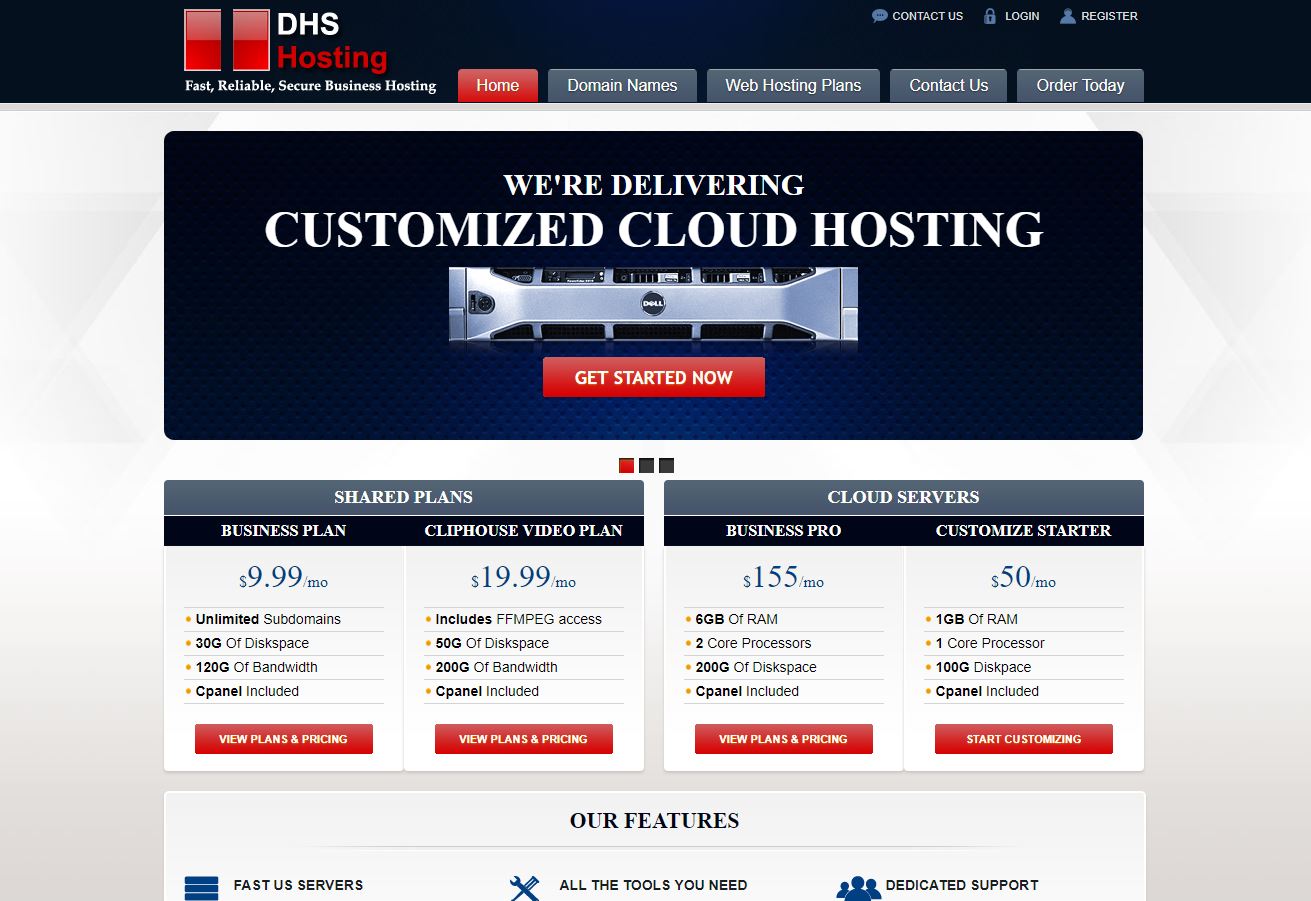 DHS
Hosting
Fast, Reliable, Secure Business Hosting
CONTACT US LOGIN REGISTER
Home Domain Names Web Hosting Plans Contact Us Order Today
WE'RE DELIVERING
CUSTOMIZED CLOUD HOSTING
DELL
GET STARTED NOW
SHARED PLANS
BUSINESS PLAN CLIPHOUSE VIDEO PLAN
$9.99/mo $19.99/mo
Unlimited Subdomains Includes FFMPEG access
30G Of Diskspace 50G Of Diskspace
120G Of Bandwidth 200G Of Bandwidth
Cpanel Included Cpanel Included
VIEW PLANS & PRICING VIEW PLANS & PRICING
CLOUD SERVERS
BUSINESS PRO CUSTOMIZE STARTER
$155/mo $50/mo
6GB Of RAM 1GB Of RAM
2 Core Processors 1 Core Processor
200G Of Diskspace 100G Diskpace
Cpanel Included Cpanel Included
VIEW PLANS & PRICING START CUSTOMIZING
OUR FEATURES
FAST US SERVERS ALL THE TOOLS YOU NEED DEDICATED SUPPORT